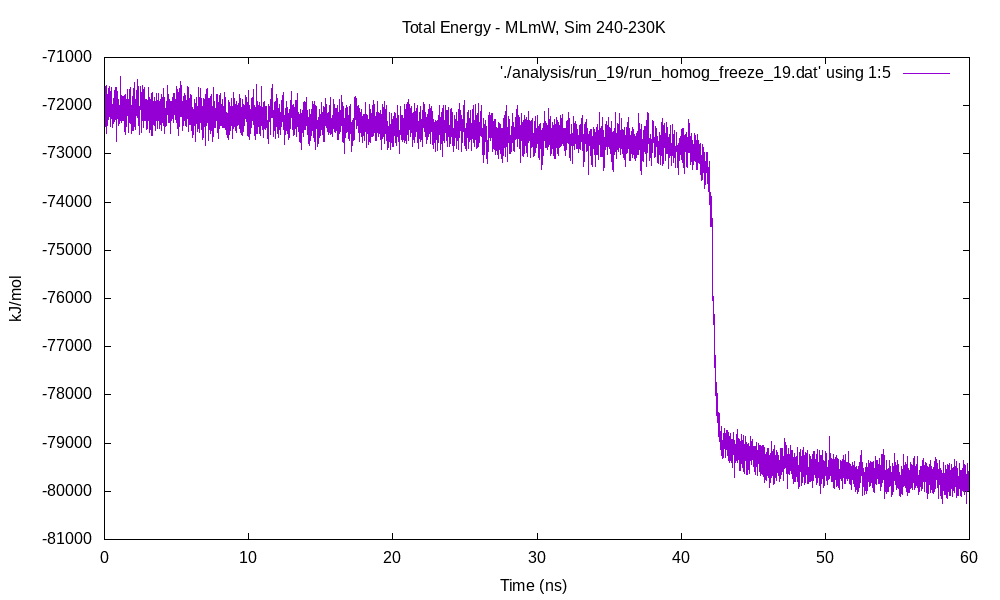 Total Energy - MLmW, Sim 240-230K
'./analysis/run_19/run_homog_freeze_19.dat' using 1:5
-71000
-72000
-73000
-74000
-75000
-76000
-77000
-78000
-79000
-80000
-81000
kJ/mol
0 10 20 30 40 50 60
Time (ns)